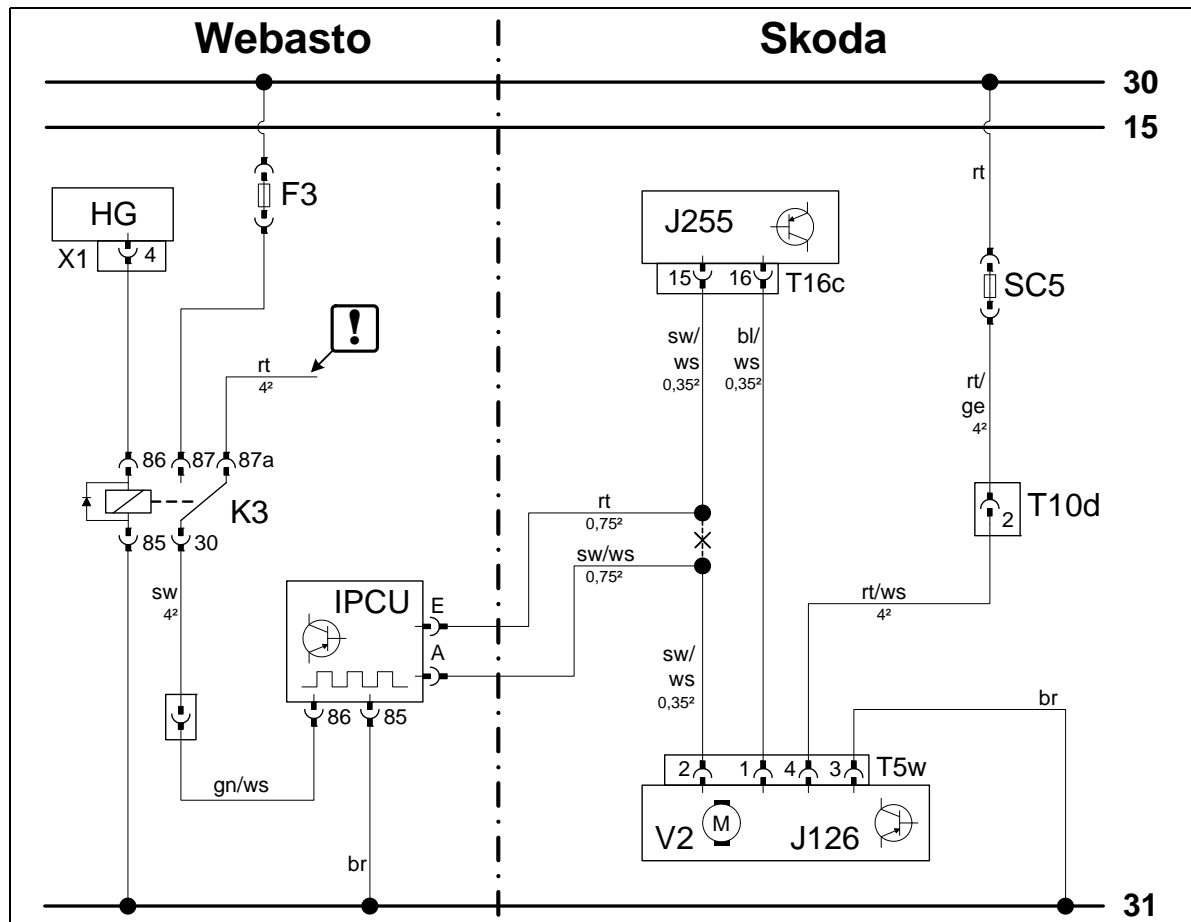 Webasto
Skoda
30
15
rt
HG
X1
4
F3
J255
15
16
T16c
SC5
!
rt
4²
sw/
ws
0,35²
bl/
ws
0,35²
rt/
ge
4²
86
87
87a
K3
85
30
T10d
2
rt
0,75²
sw/ws
0,75²
sw
4²
IPCU
E
A
rt/ws
4²
86
85
sw/
ws
0,35²
br
gn/ws
2
1
4
3
T5w
V2
M
J126
br
31